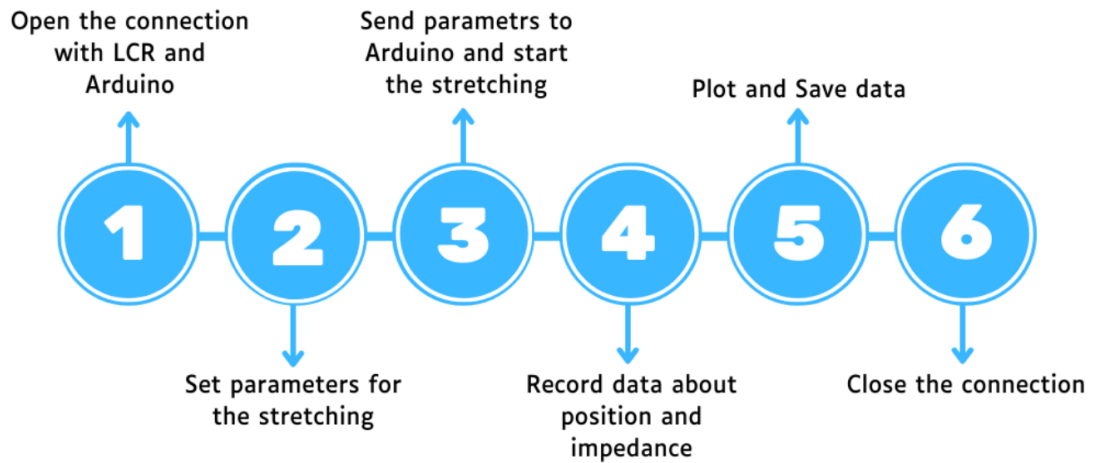 Open the connection
with LCR and
Arduino
Send parametrs to
Arduino and start
the stretching
Plot and Save data
1
2
3
4
5
6
Set parameters for
the stretching
Record data about
position and
impedance
Close the connection